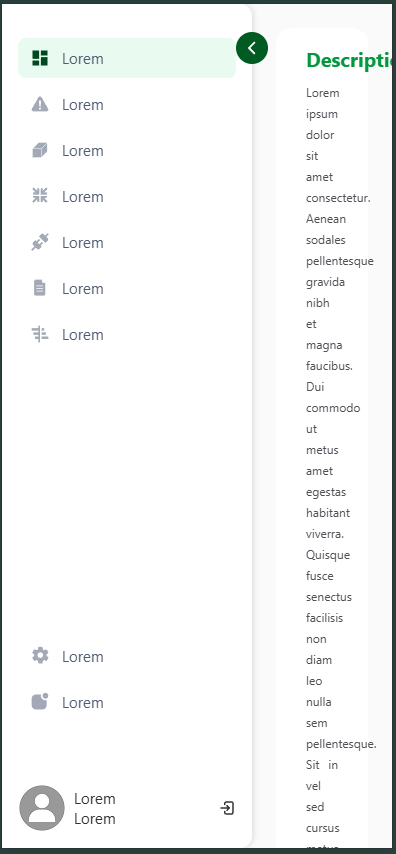 Lorem
Lorem
Lorem
Lorem
Lorem
Lorem
Lorem
Lorem
Lorem
Lorem
Lorem
Descriptio
Lorem
ipsum
dolor
sit
amet
consectetur.
Aenean
sodales
pellentesque
gravida
nibh
et
magna
faucibus.
Dui
commodo
ut
metus
amet
egestas
habitant
viverra.
Quisque
fusce
senectus
facilisis
non
diam
leo
nulla
sem
pellentesque.
Sit in
vel
sed
cursus